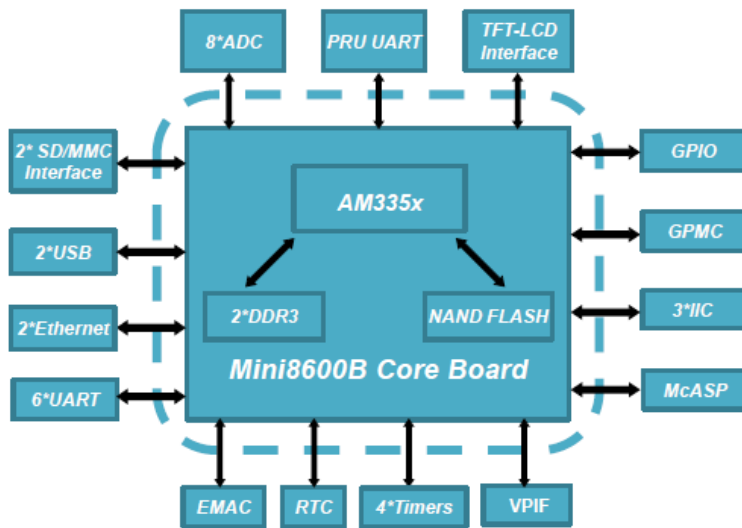 8*ADC
PRU UART
TFT-LCD
Interface
2* SD/MMC
Interface
GPIO
AM335x
2*USB
GPMC
2*DDR3
NAND FLASH
3*IIC
2*Ethernet
Mini8600B Core Board
6*UART
McASP
EMAC
RTC
4*Timers
VPIF